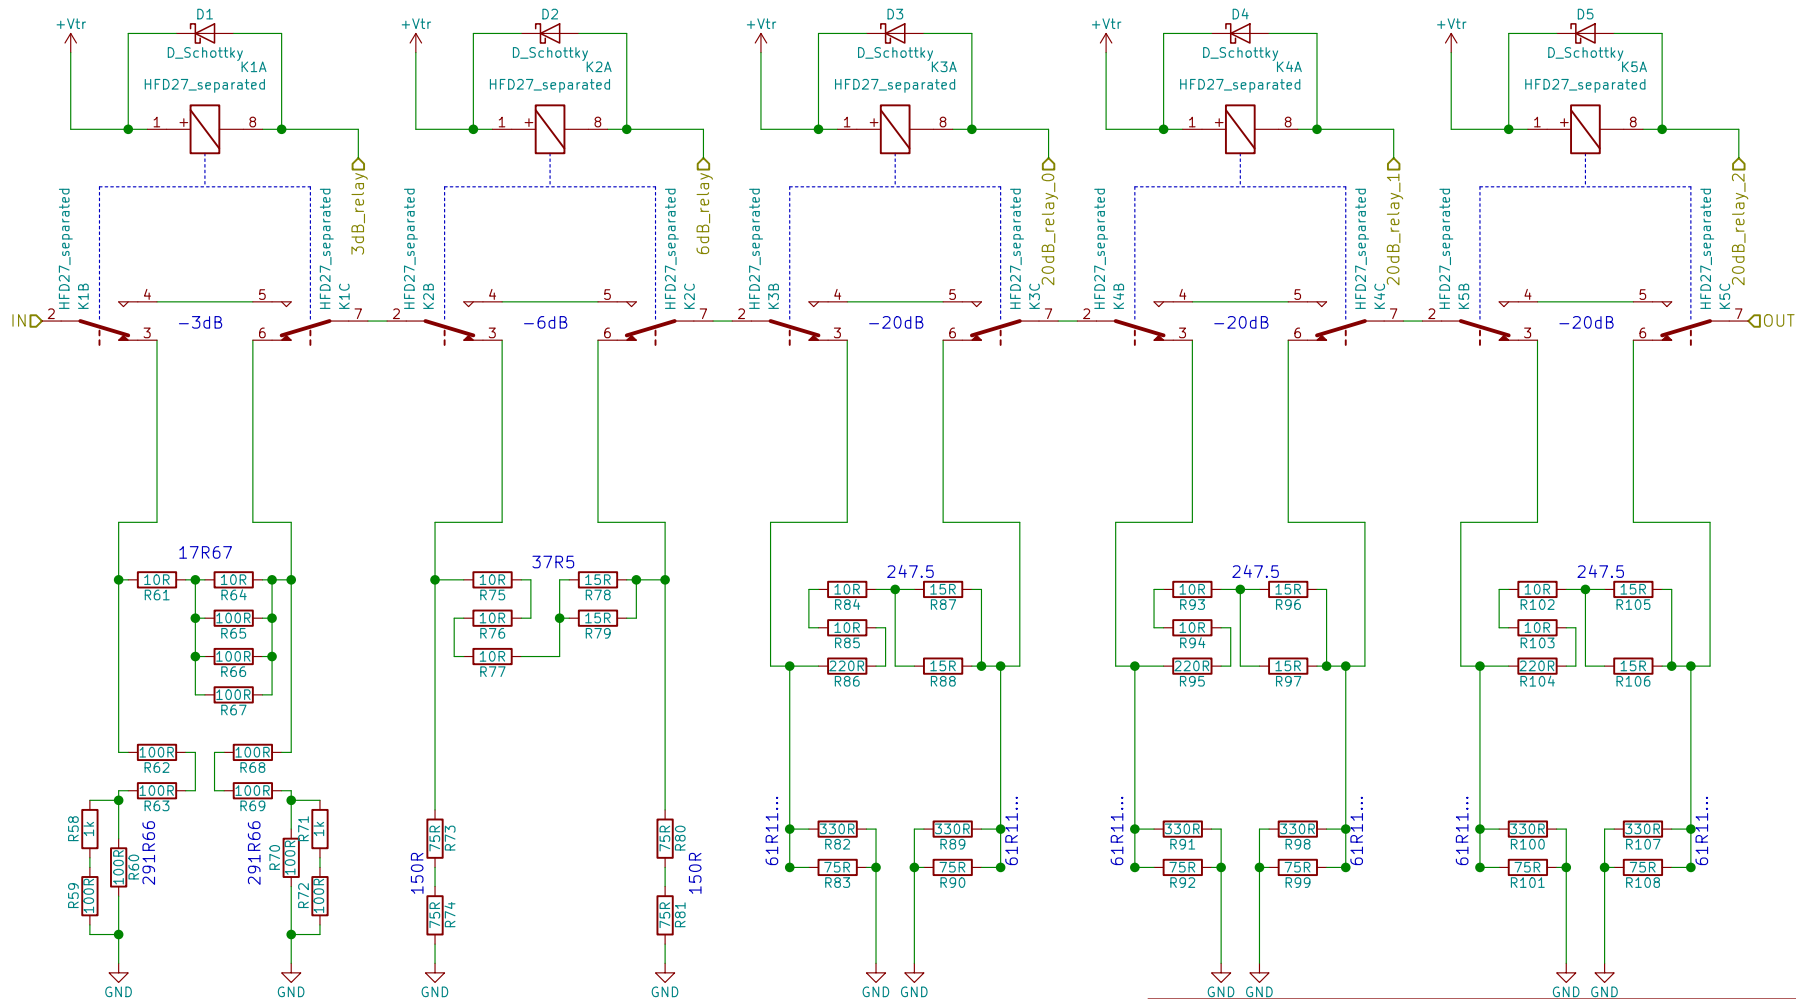 D1
D2
D3
D4
D5
+Vtr
+Vtr
+Vtr
+Vtr
+Vtr
D_Schottky
D_Schottky
D_Schottky
D_Schottky
D_Schottky
K1A
K2A
K3A
K4A
K5A
HFD27_separated
HFD27_separated
HFD27_separated
HFD27_separated
HFD27_separated
1 + 8
1 + 8
1 + 8
1 + 8
1 + 8
3dB_relay
6dB_relay
20dB_relay_0
20dB_relay_1
20dB_relay_2
HFD27_separated
K1B
HFD27_separated
K1C
HFD27_separated
K2B
HFD27_separated
K2C
HFD27_separated
K3B
HFD27_separated
K3C
HFD27_separated
K4B
HFD27_separated
K4C
HFD27_separated
K5B
HFD27_separated
K5C
4 5
4 5
4 5
4 5
4 5
IN
2 3 -3dB 6 7
2 3 -6dB 6 7
2 3 -20dB 6 7
2 3 -20dB 6 7
2 3 -20dB 6 7
OUT
17R67
10R
R61
10R
R64
100R
R65
100R
R66
100R
R67
100R
R62
100R
R63
100R
R68
100R
R69
R58
1k
R59
100R
100R
R60
291R66
291R66
R70
100R
R71
1k
R72
100R
GND
GND
37R5
10R
R75
10R
R76
10R
R77
15R
R78
15R
R79
75R
R73
75R
R74
150R
75R
R80
75R
R81
150R
GND
GND
247.5
10R
R84
10R
R85
220R
R86
15R
R87
15R
R88
61R11...
330R
R82
75R
R83
330R
R89
75R
R90
61R11...
GND
GND
247.5
10R
R93
10R
R94
220R
R95
15R
R96
15R
R97
61R11...
330R
R91
75R
R92
330R
R98
75R
R99
61R11...
GND
GND
247.5
10R
R102
10R
R103
220R
R104
15R
R105
15R
R106
61R11...
330R
R100
75R
R101
330R
R107
75R
R108
61R11...
GND
GND